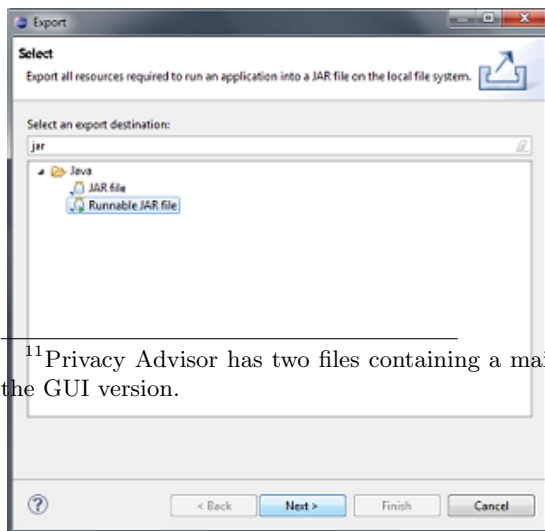 Export
Select
Export all resources required to run an application into a JAR file on the local file system.
Select an export destination:
jar
Java
JAR file
Runnable JAR file
11Privacy Advisor has two files containing a mai
the GUI version.
?
< Back Next > Finish Cancel